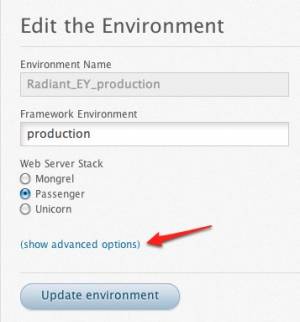 Edit the Environment
Environment Name
Radiant_EY_production
Framework Environment
production
Web Server Stack
Mongrel
Passenger
Unicorn
(show advanced options)
Update environment